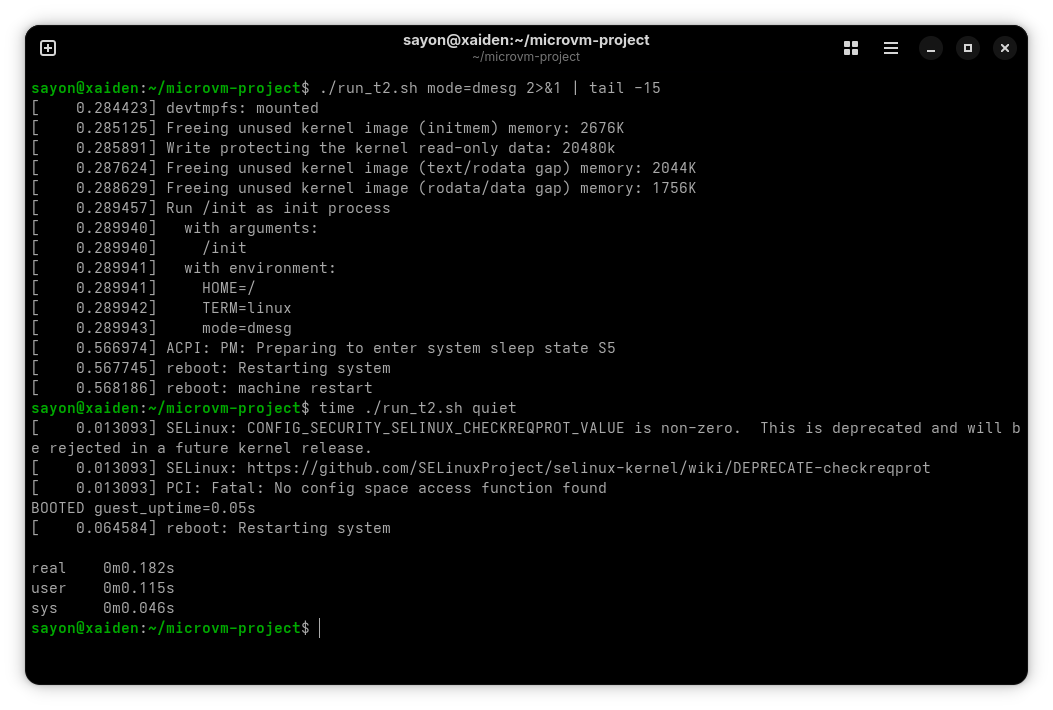 sayon@xaiden:~/microvm-project
~/microvm-project
sayon@xaiden:~/microvm-project$ ./run_t2.sh mode=dmesg 2>&1 | tail -15
[    0.284423] devtmpfs: mounted
[    0.285125] Freeing unused kernel image (initmem) memory: 2676K
[    0.285891] Write protecting the kernel read-only data: 20480k
[    0.287624] Freeing unused kernel image (text/rodata gap) memory: 2044K
[    0.288629] Freeing unused kernel image (rodata/data gap) memory: 1756K
[    0.289457] Run /init as init process
[    0.289940]   with arguments:
[    0.289940]     /init
[    0.289941]   with environment:
[    0.289941]     HOME=/
[    0.289942]     TERM=linux
[    0.289943]     mode=dmesg
[    0.566974] ACPI: PM: Preparing to enter system sleep state S5
[    0.567745] reboot: Restarting system
[    0.568186] reboot: machine restart
sayon@xaiden:~/microvm-project$ time ./run_t2.sh quiet
[    0.013093] SELinux: CONFIG_SECURITY_SELINUX_CHECKREQPROT_VALUE is non-zero.  This is deprecated and will b
e rejected in a future kernel release.
[    0.013093] SELinux: https://github.com/SELinuxProject/selinux-kernel/wiki/DEPRECATE-checkreqprot
[    0.013093] PCI: Fatal: No config space access function found
BOOTED guest_uptime=0.05s
[    0.064584] reboot: Restarting system
real    0m0.182s
user    0m0.115s
sys     0m0.046s
sayon@xaiden:~/microvm-project$